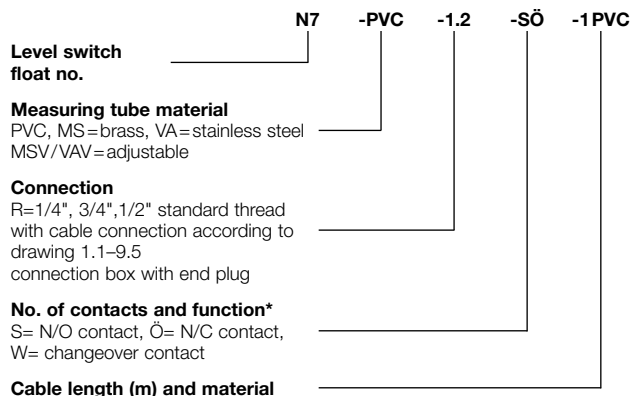 N7 -PVC -1.2 -SÖ -1PVC
Level switch
float no.
Measuring tube material
PVC, MS=brass, VA=stainless steel
MSV/VAV=adjustable
Connection
R=1/4", 3/4",1/2" standard thread
with cable connection according to
drawing 1.1–9.5
connection box with end plug
No. of contacts and function*
S= N/O contact, Ö= N/C contact,
W= changeover contact
Cable length (m) and material